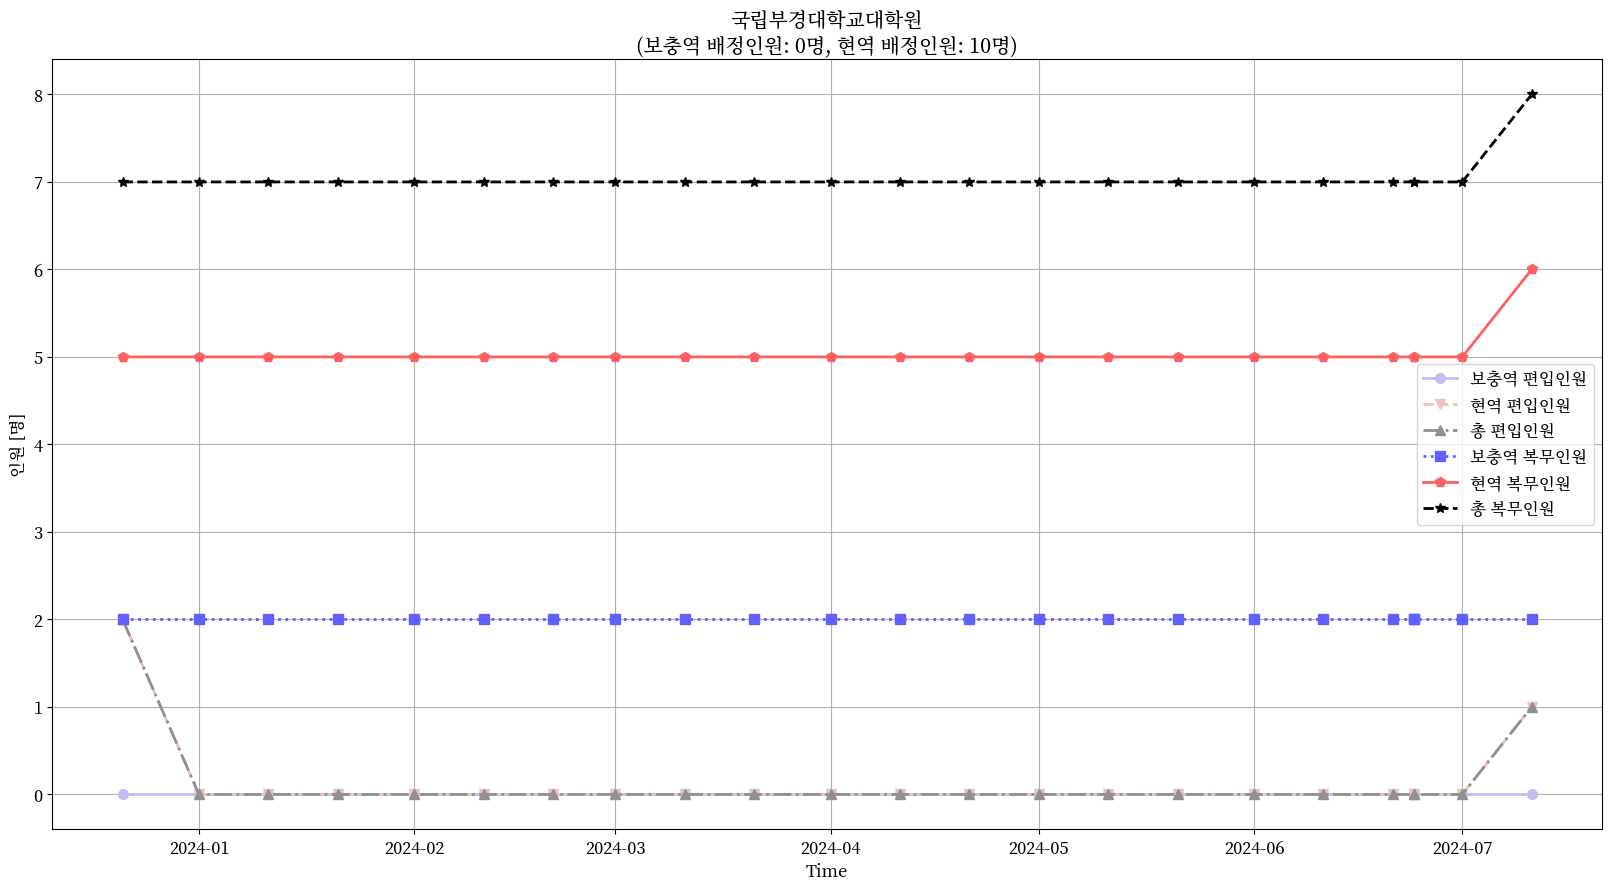 국립부경대학교대학원
(보충역 배정인원: 0명, 현역 배정인원: 10명)
인원 [명]
8
7
6
5
4
3
2
1
0
보충역 편입인원
현역 편입인원
총 편입인원
보충역 복무인원
현역 복무인원
총 복무인원
2024-01 2024-02 2024-03 2024-04 2024-05 2024-06 2024-07
Time